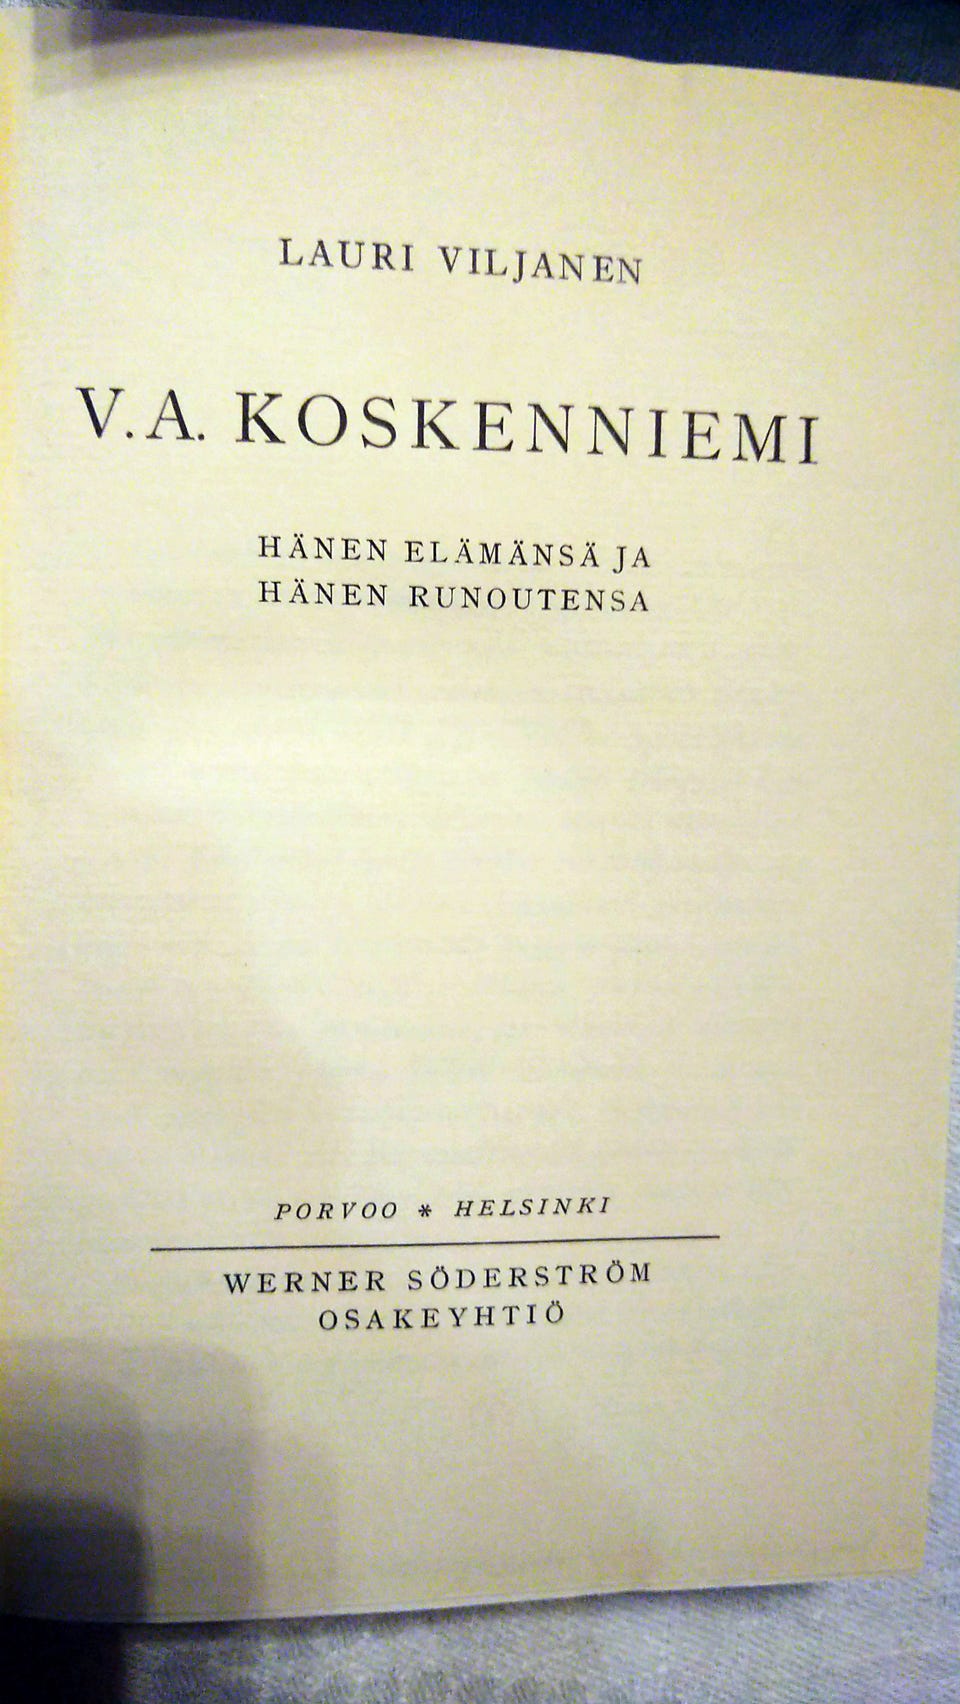 LAURI VILJANEN
V.A. KOSKENNIEMI
HÄNEN ELÄMÄNSÄ JA
HÄNEN RUNOUTENSA
PORVOO * HELSINKI
WERNER SÖDERSTRÖM
OSAKEYHTIÖ